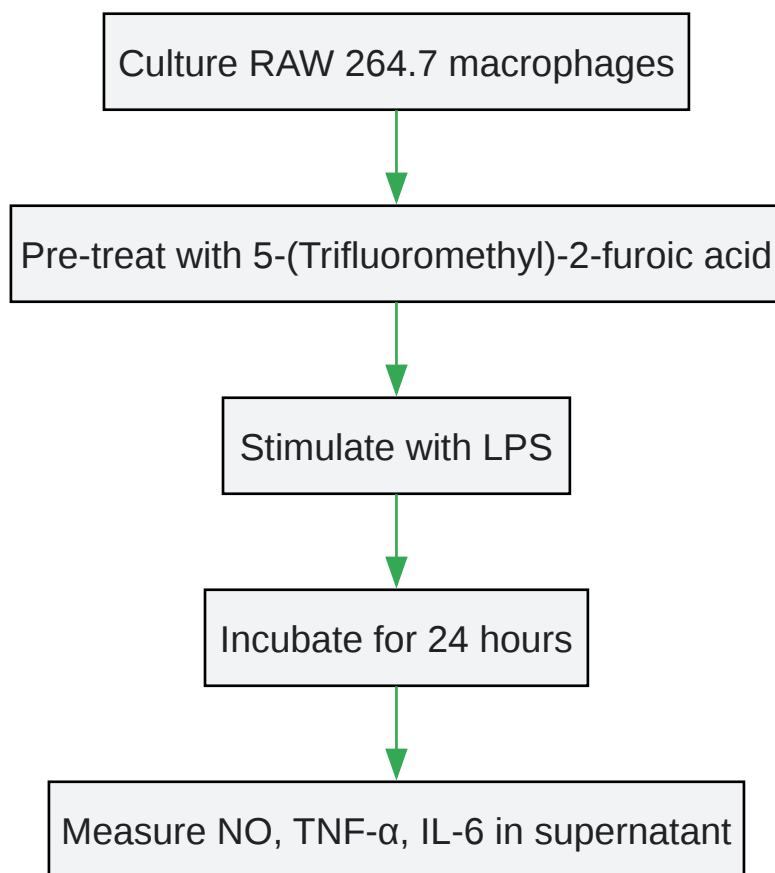 Culture RAW 264.7 macrophages
Pre-treat with 5-(Trifluoromethyl)-2-furoic acid
Stimulate with LPS
Incubate for 24 hours
Measure NO, TNF-α, IL-6 in supernatant